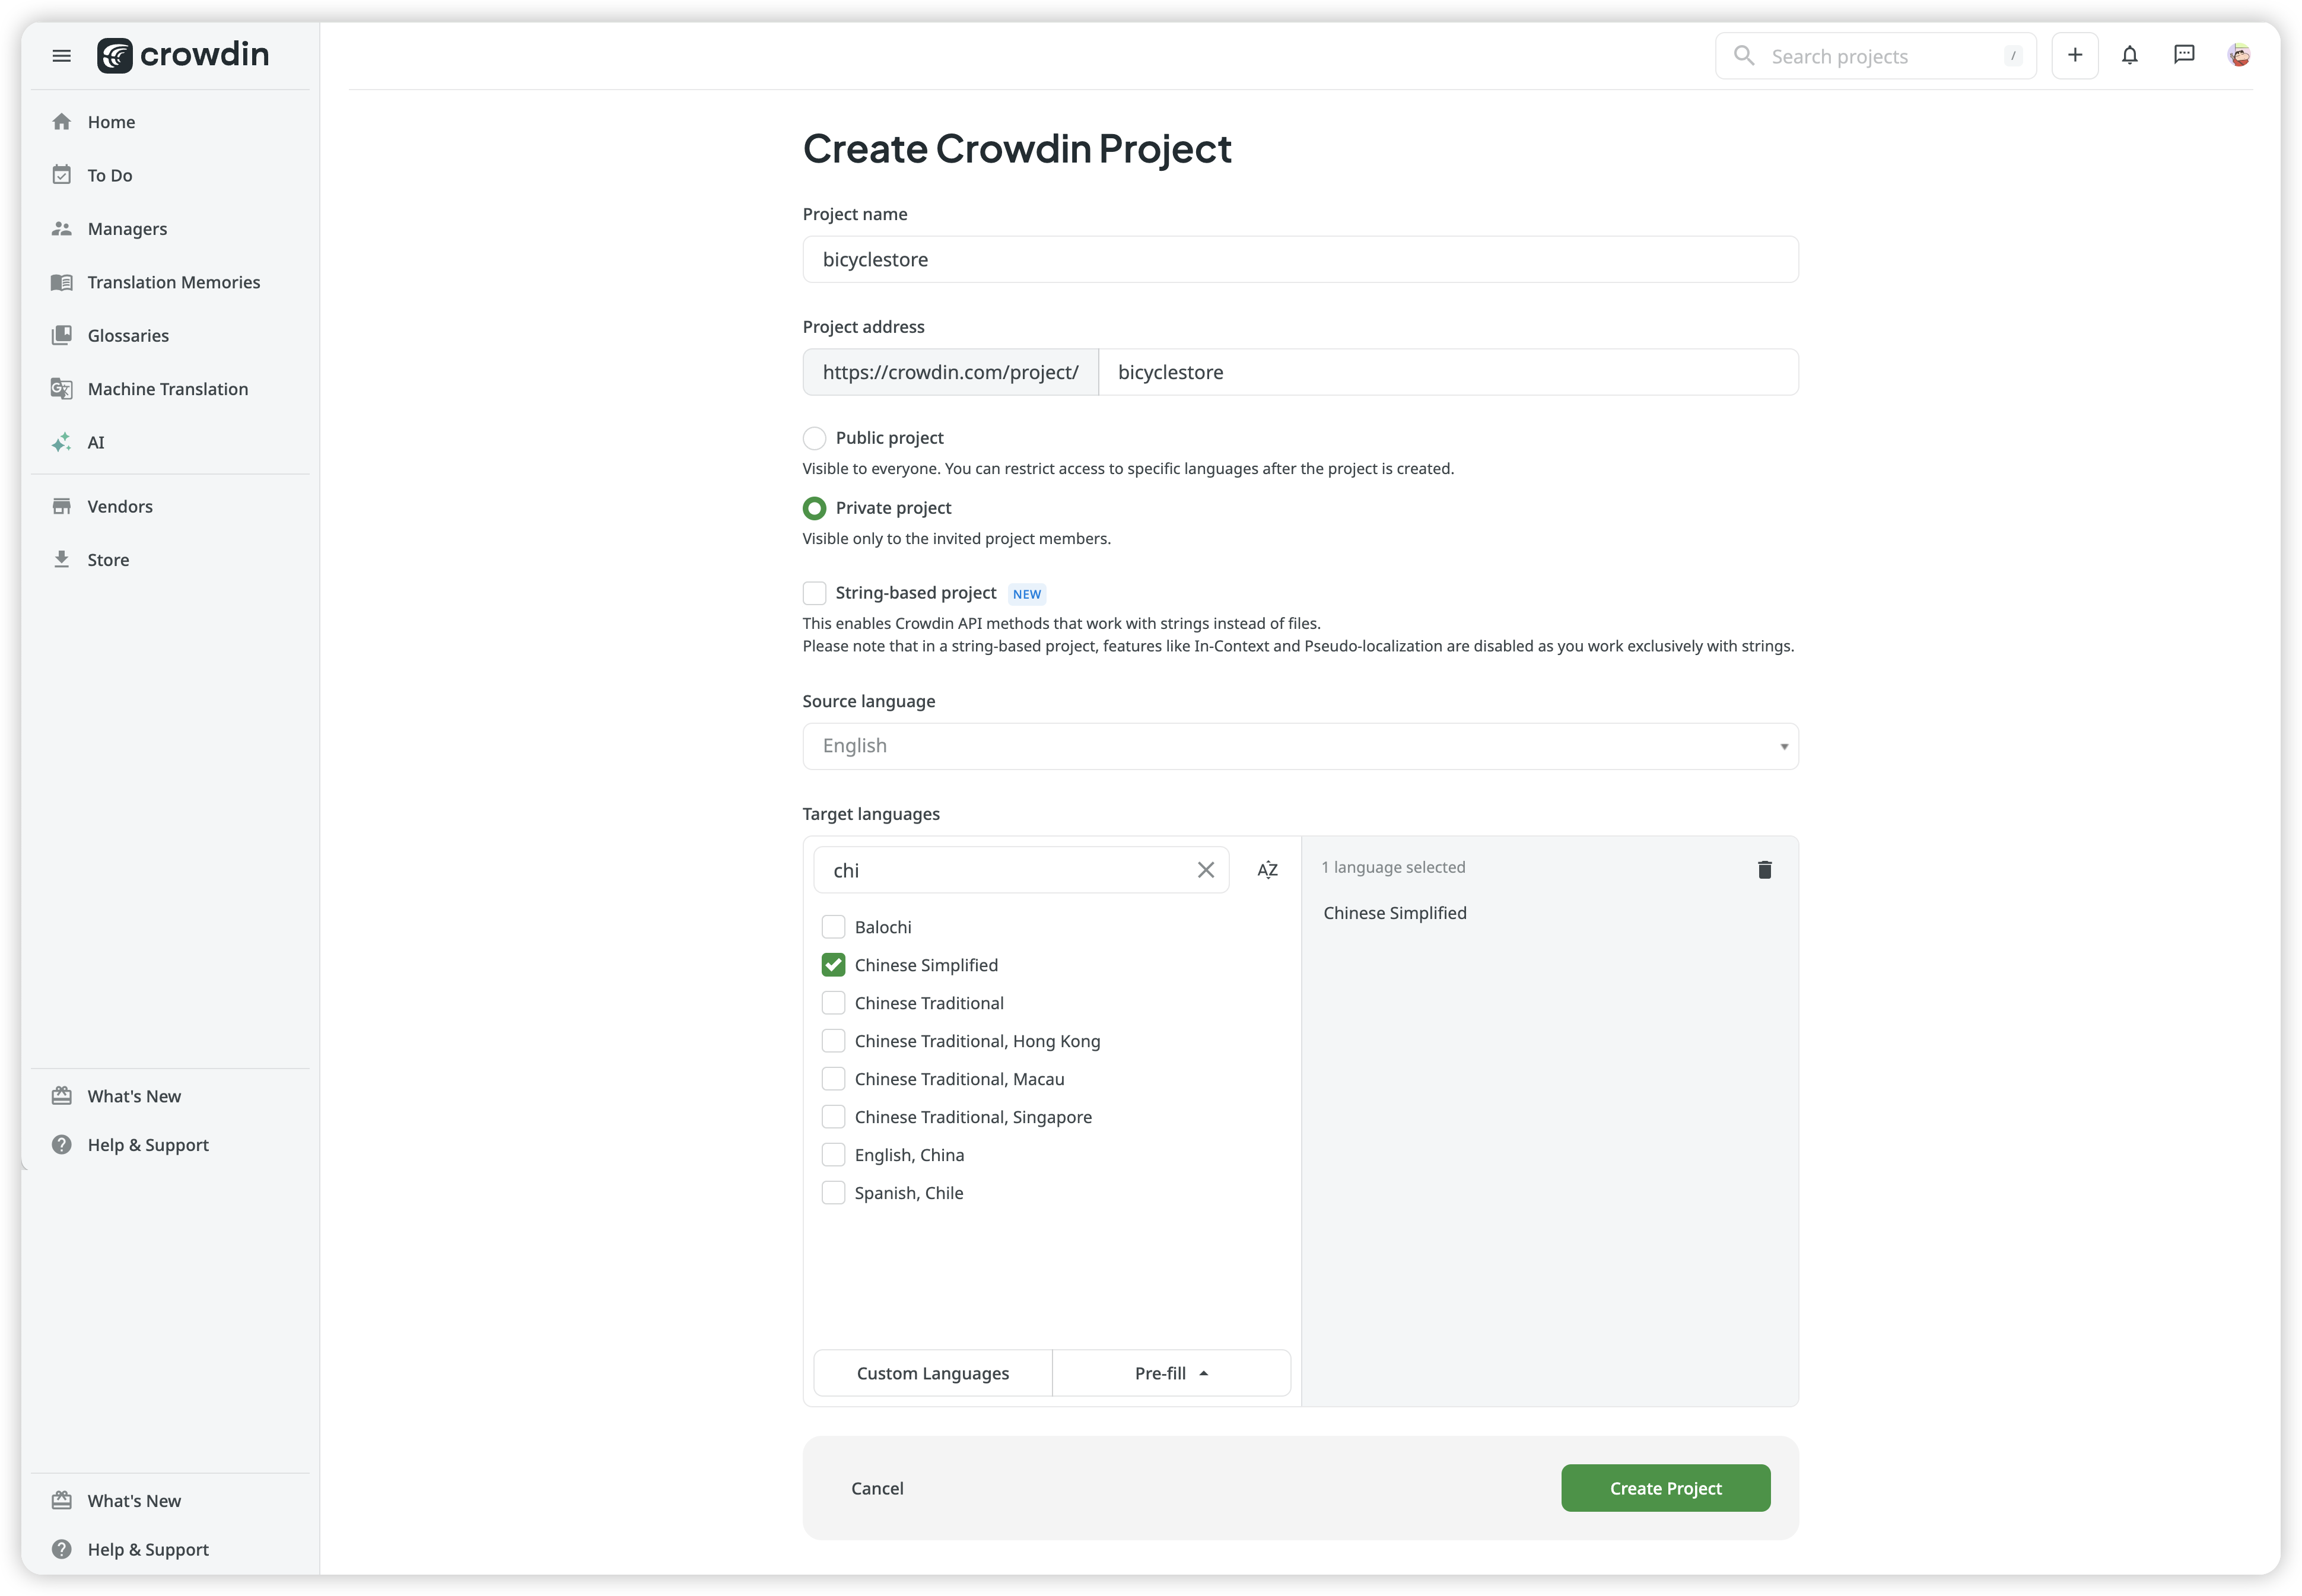 crowdin
Search projects
/
Home
To Do
Managers
Translation Memories
Glossaries
Machine Translation
AI
Vendors
Store
What's New
Help & Support
What's New
Help & Support
Create Crowdin Project
Project name
bicyclestore
Project address
https://crowdin.com/project/ bicyclestore
Public project
Visible to everyone. You can restrict access to specific languages after the project is created.
Private project
Visible only to the invited project members.
String-based project NEW
This enables Crowdin API methods that work with strings instead of files.
Please note that in a string-based project, features like In-Context and Pseudo-localization are disabled as you work exclusively with strings.
Source language
English
Target languages
chi
AZ
Balochi
Chinese Simplified
Chinese Traditional
Chinese Traditional, Hong Kong
Chinese Traditional, Macau
Chinese Traditional, Singapore
English, China
Spanish, Chile
Custom Languages
Pre-fill
1 language selected
Chinese Simplified
Cancel
Create Project